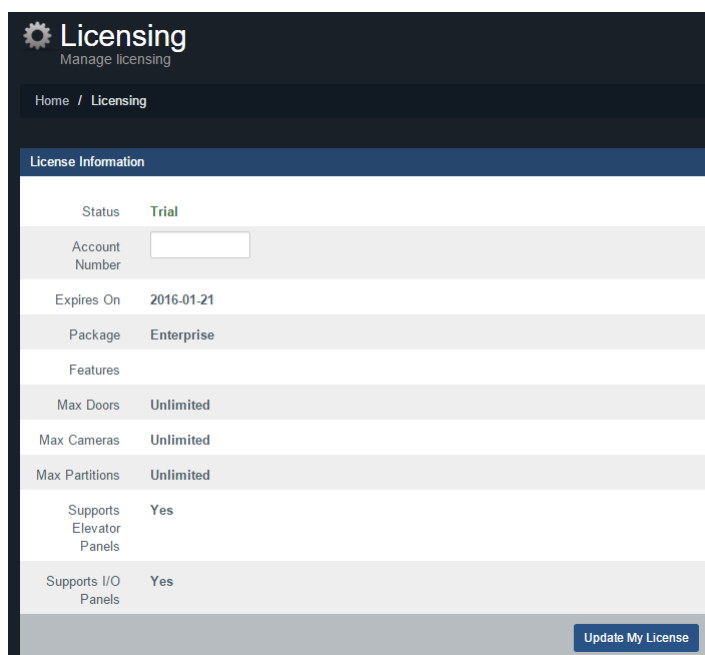 Licensing
Manage licensing
Home / Licensing
License Information
Status Trial
Account
Number
Expires On 2016-01-21
Package Enterprise
Features
Max Doors Unlimited
Max Cameras Unlimited
Max Partitions Unlimited
Supports Yes
Elevator
Panels
Supports I/O Yes
Panels
Update My License